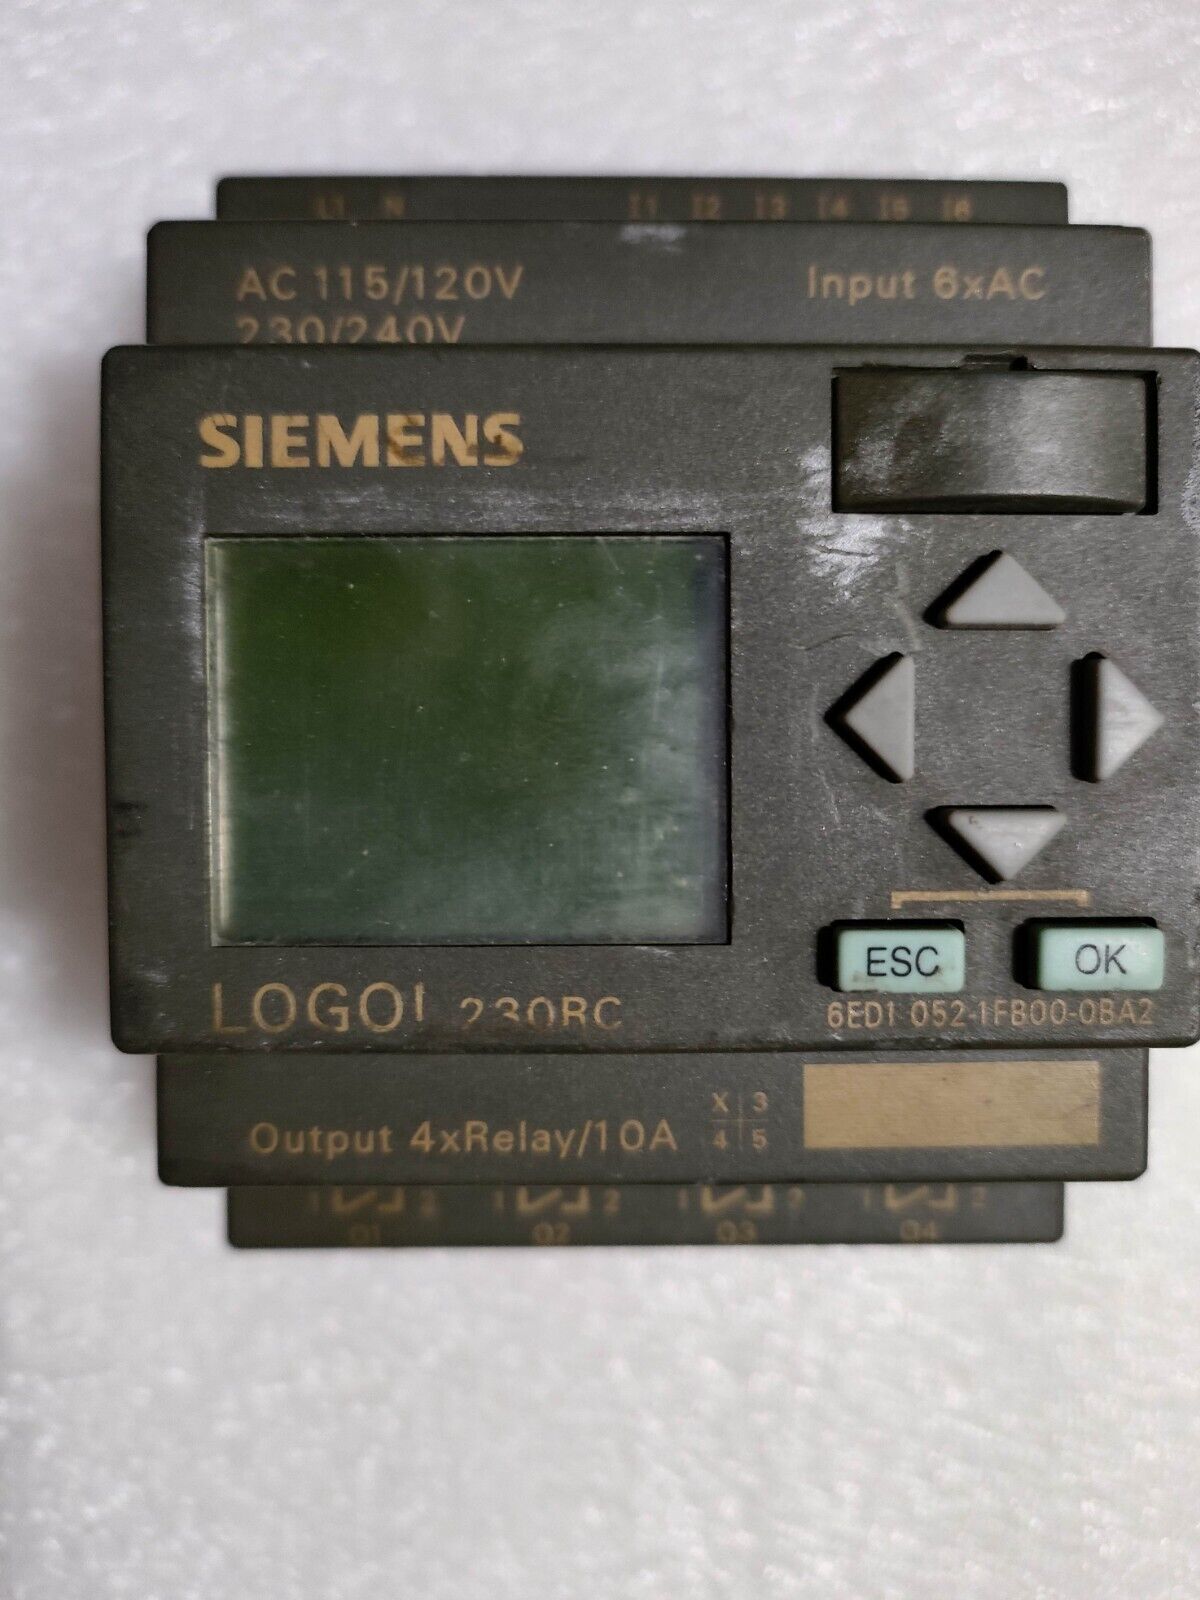 L1 N I1 I2 I3 I4 I5 I6
AC 115/120V Input 6xAC
230/240V
SIEMENS
ESC OK
LOGO! 230RC 6ED1 052-1FB00-0BA2
Output 4xRelay/10A X 3
4 5
1 2 1 2 1 2 1 2
Q1 Q2 Q3 Q4